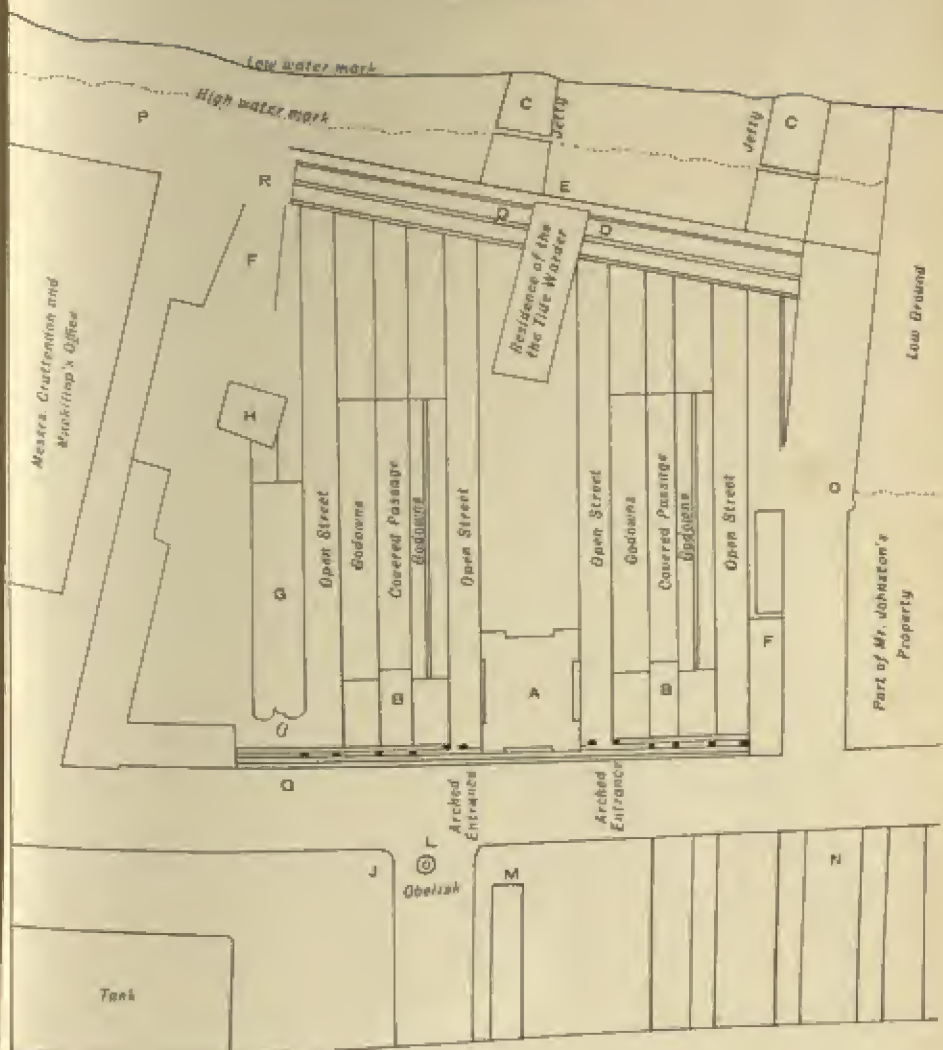 Low water mark
High water mark
P
C
Jetty
Jetty
C
R
E
Q
Q
F
Residence of the
the Tide Warder
Messrs. Cruttendon and
Mackillop's Office
Low Ground
H
Open Street
Godowns
Covered Passage
Godowns
Open Street
Open Street
Godowns
Covered Passage
Godowns
Open Street
O
G
B
A
B
F
Part of Mr. Johnston's
Property
Q
Arched
Entrance
Arched
Entrance
J
L
Obelisk
M
N
Tank